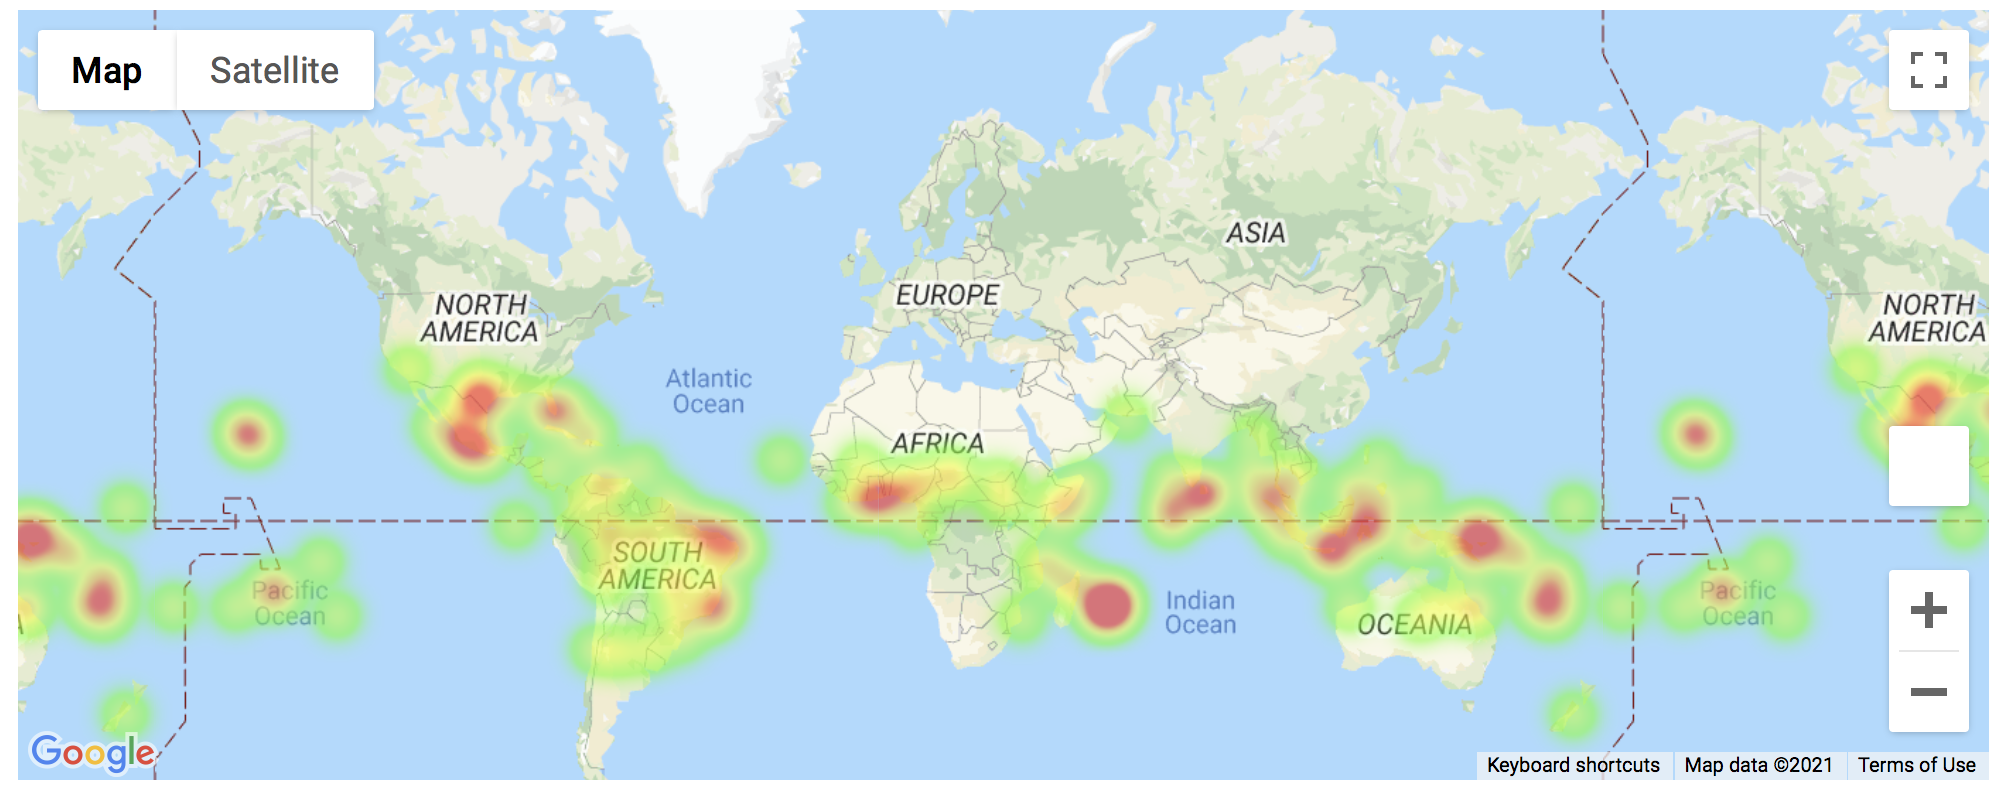 Map
Satellite
ASIA
EUROPE
NORTH
AMERICA
NORTH
AMERICA
Atlantic
Ocean
AFRICA
SOUTH
AMERICA
Pacific
Ocean
Indian
Ocean
OCEANIA
Pacific
Ocean
A
Google
Keyboard shortcuts
Map data ©2021
Terms of Use